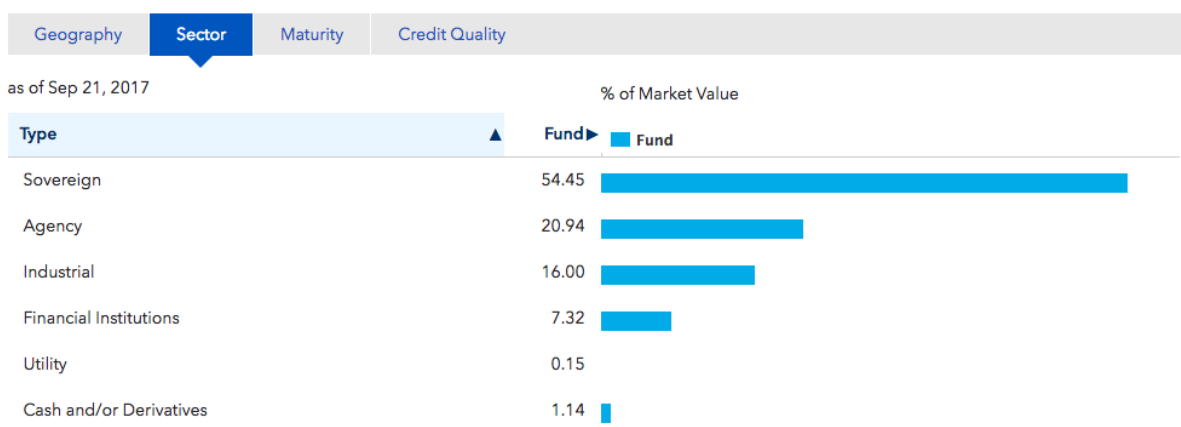 Geography Sector Maturity Credit Quality
as of Sep 21, 2017
% of Market Value
Type ▲ Fund▶ Fund
Sovereign 54.45
Agency 20.94
Industrial 16.00
Financial Institutions 7.32
Utility 0.15
Cash and/or Derivatives 1.14